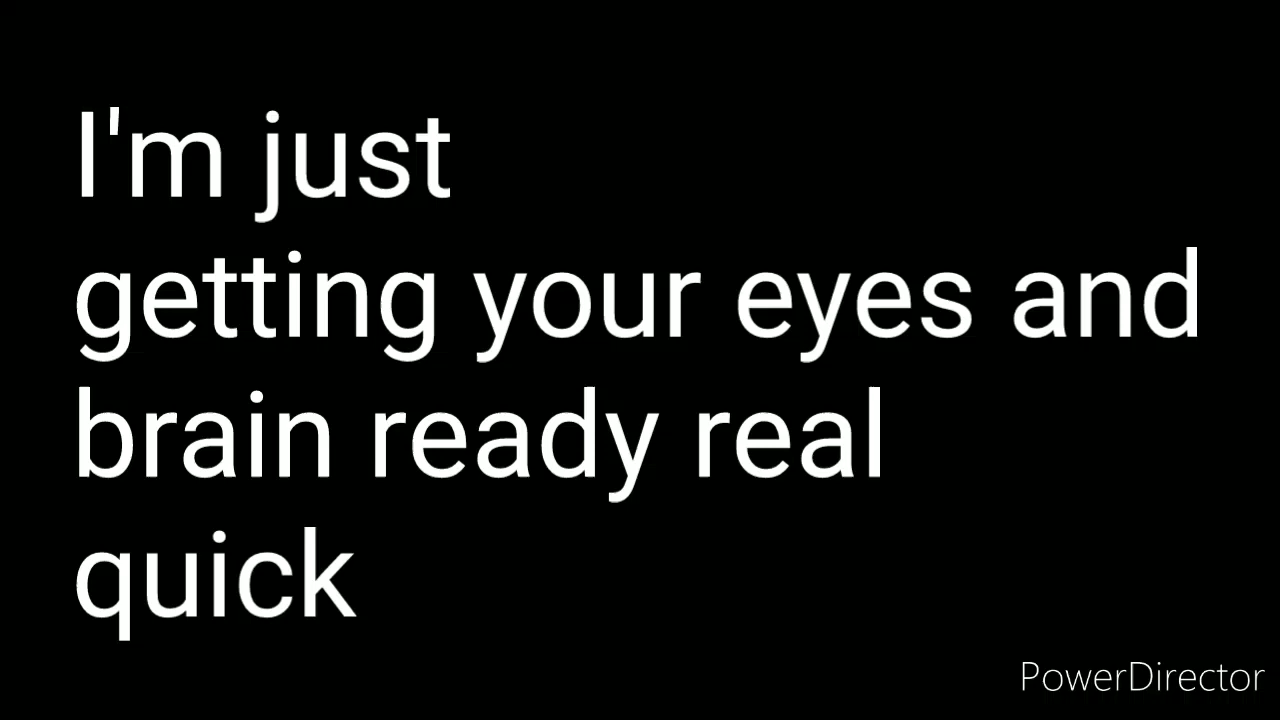 I'm just
getting your eyes and
brain ready real
quick
PowerDirector